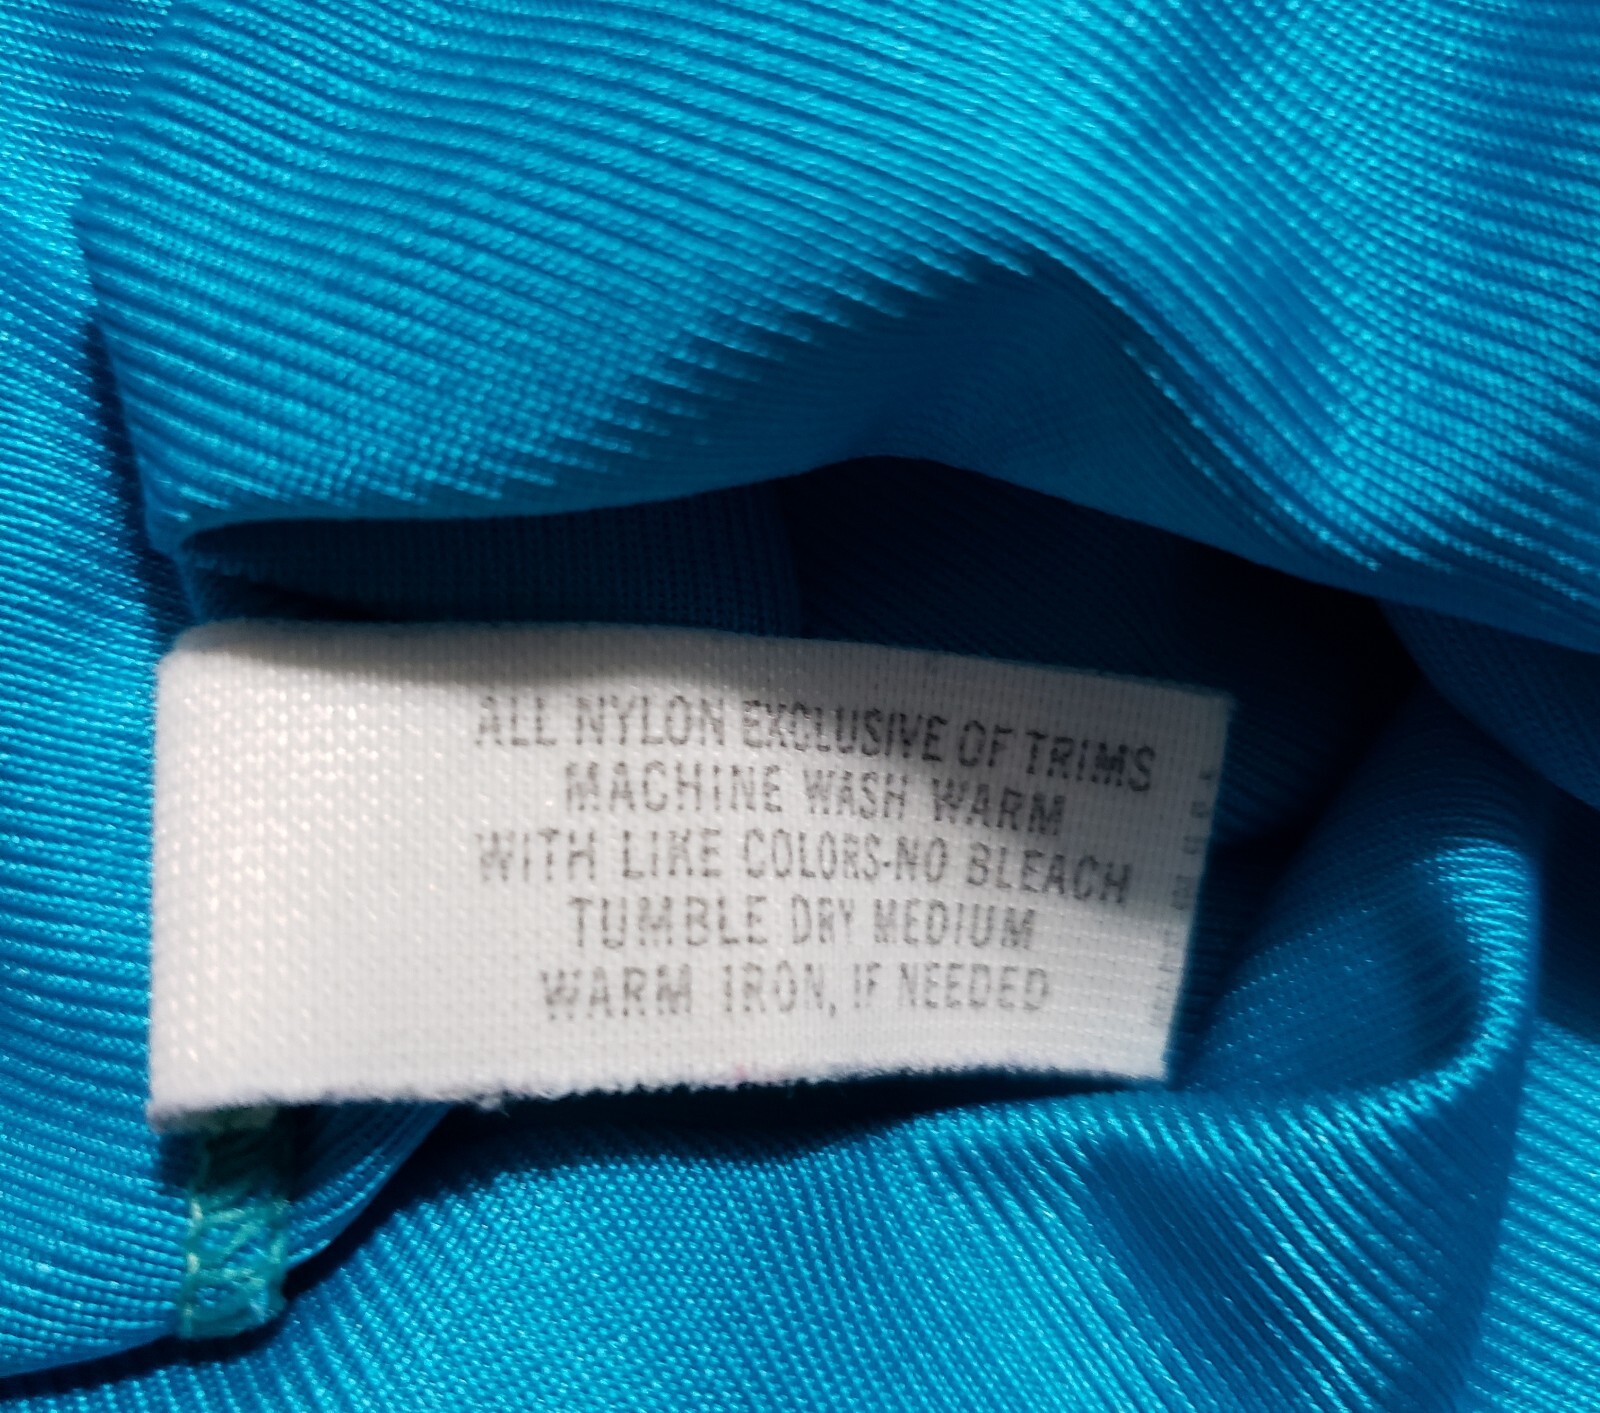 ALL NYLON EXCLUSIVE OF TRIMS
MACHINE WASH WARM
WITH LIKE COLORS-NO BLEACH
TUMBLE DRY MEDIUM
WARM IRON, IF NEEDED